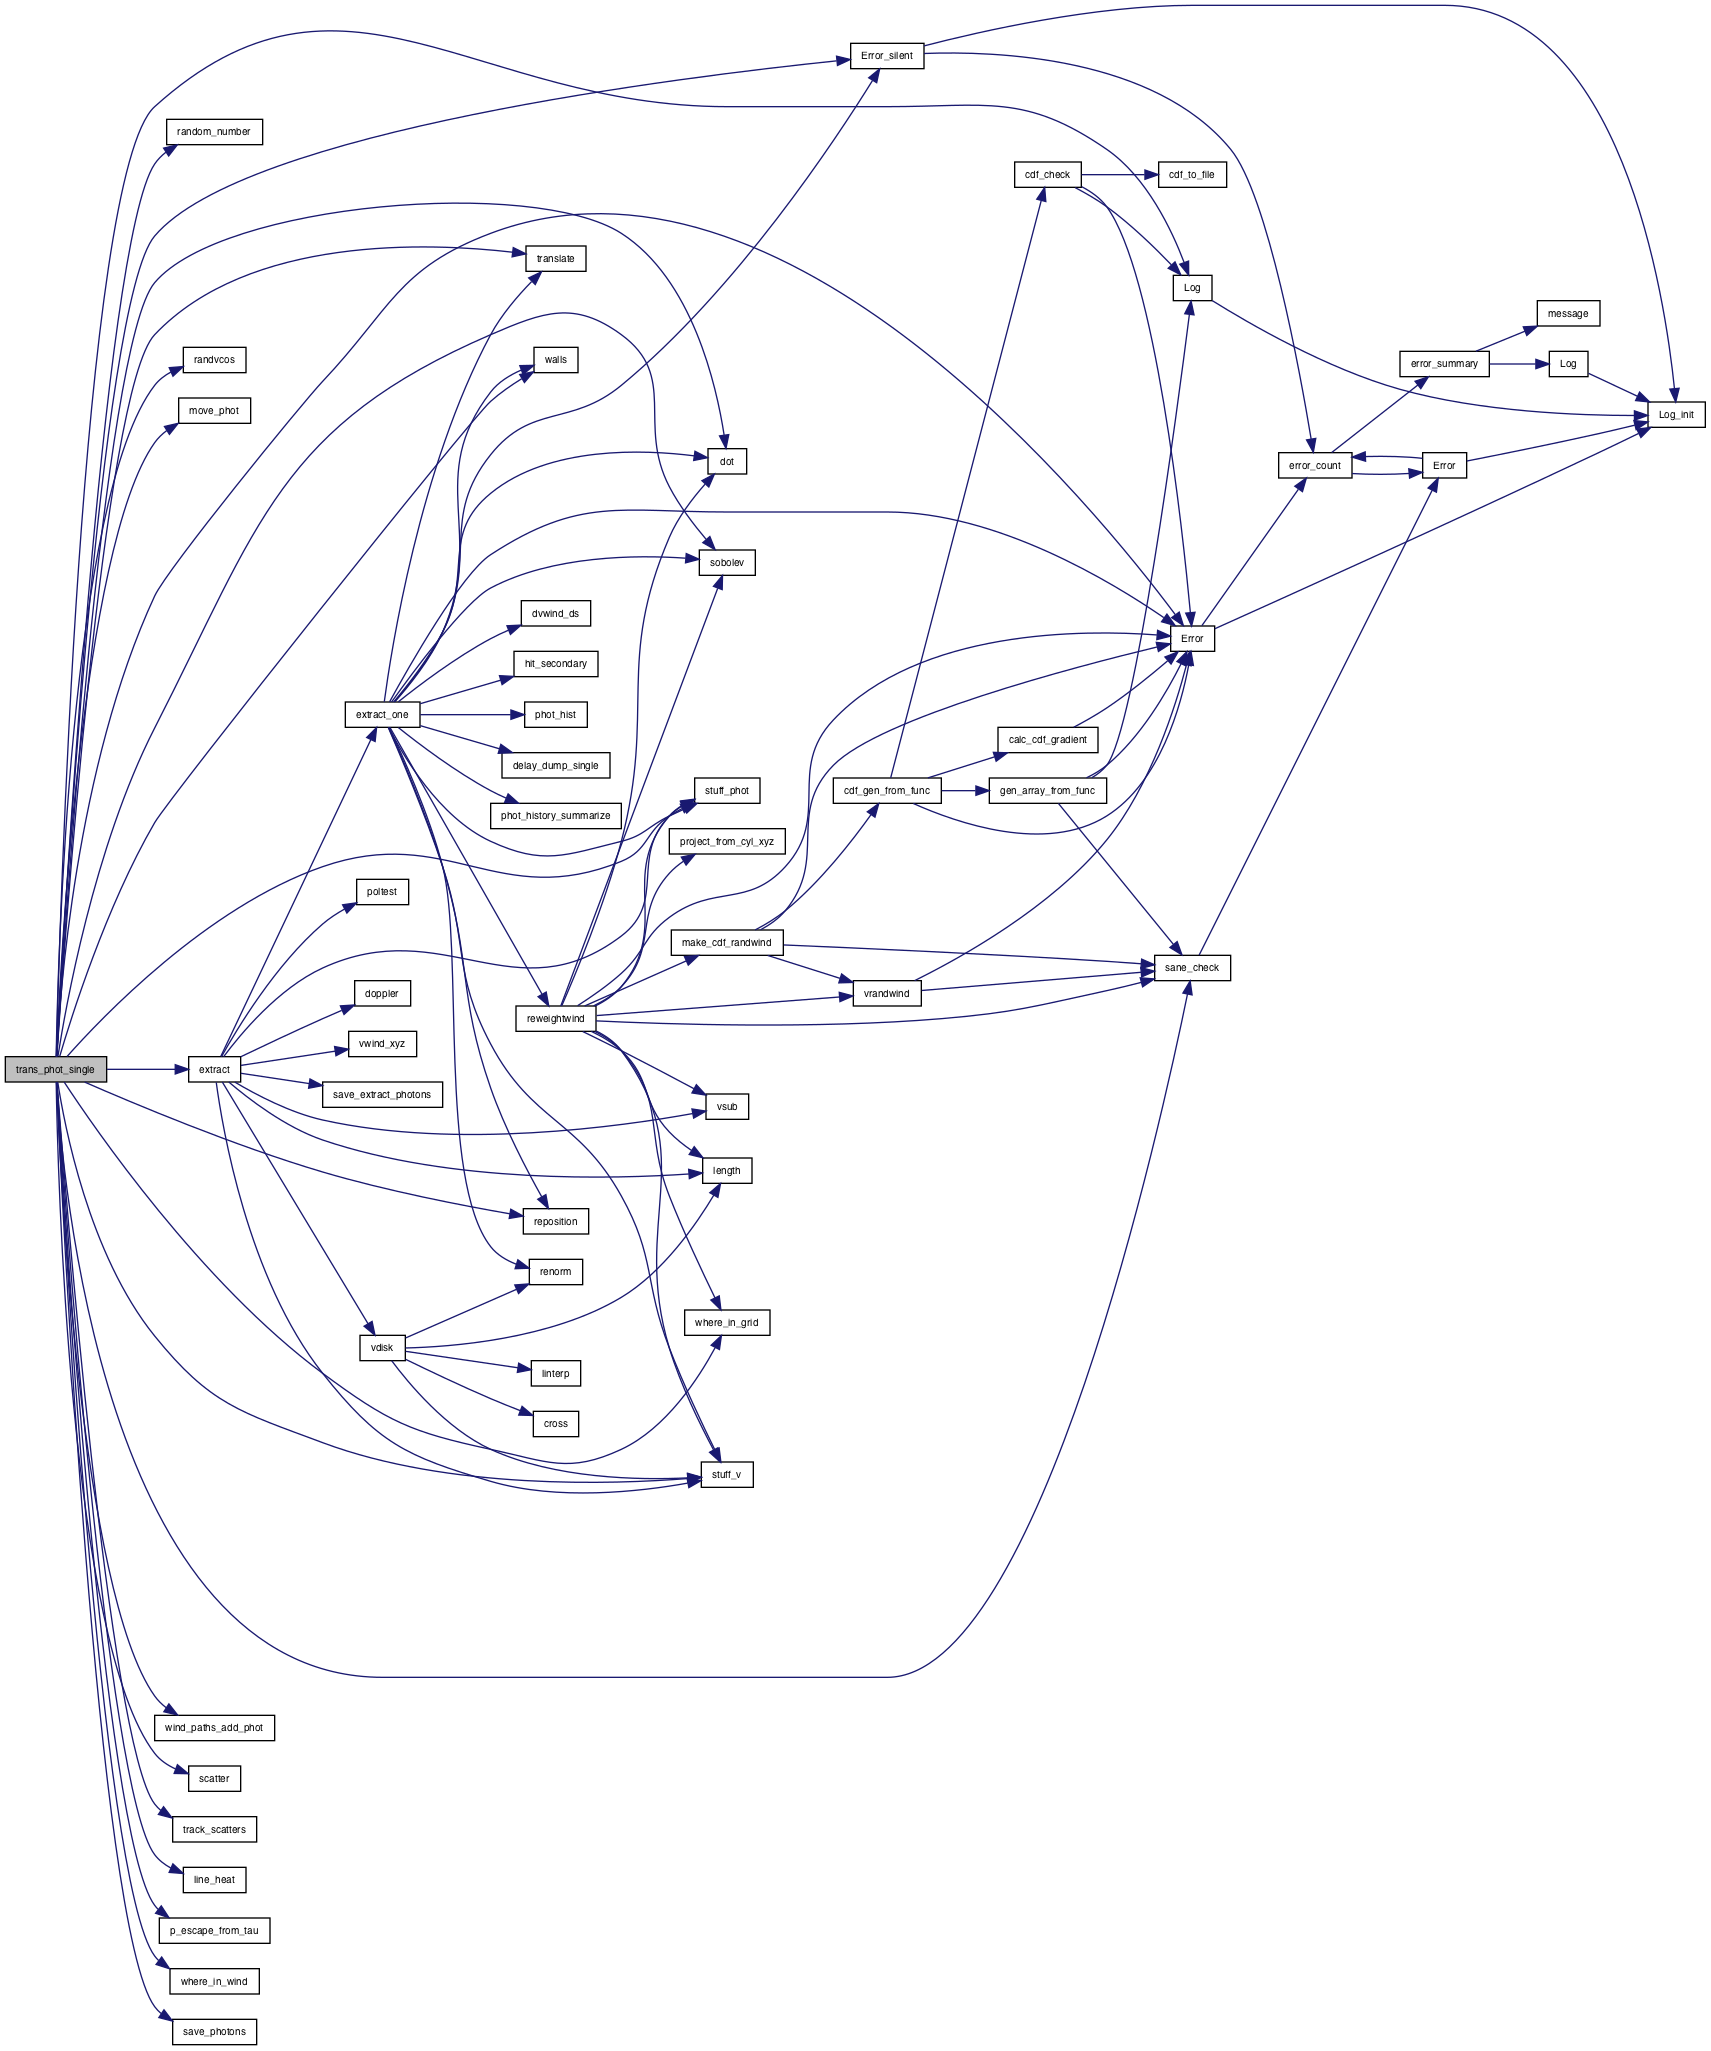 Error_silent
random_number
cdf_check
cdf_to_file
translate
Log
message
randvcos
walls
error_summary
Log
move_phot
Log_init
dot
error_count
Error
sobolev
dvwind_ds
Error
hit_secondary
extract_one
phot_hist
calc_cdf_gradient
delay_dump_single
stuff_phot
cdf_gen_from_func
gen_array_from_func
phot_history_summarize
project_from_cyl_xyz
poltest
make_cdf_randwind
sane_check
doppler
vrandwind
reweightwind
vwind_xyz
trans_phot_single
extract
save_extract_photons
vsub
length
reposition
renorm
where_in_grid
vdisk
linterp
cross
stuff_v
wind_paths_add_phot
scatter
track_scatters
line_heat
p_escape_from_tau
where_in_wind
save_photons